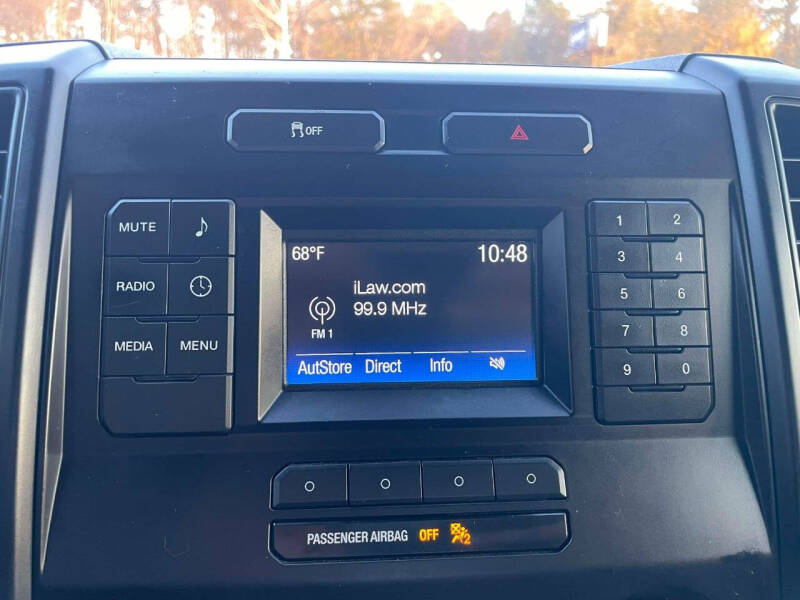 OFF
MUTE
RADIO
MEDIA
MENU
68°F
10:48
iLaw.com
99.9 MHz
FM 1
AutStore Direct Info
1 2
3 4
5 6
7 8
9 0
PASSENGER AIRBAG OFF 2